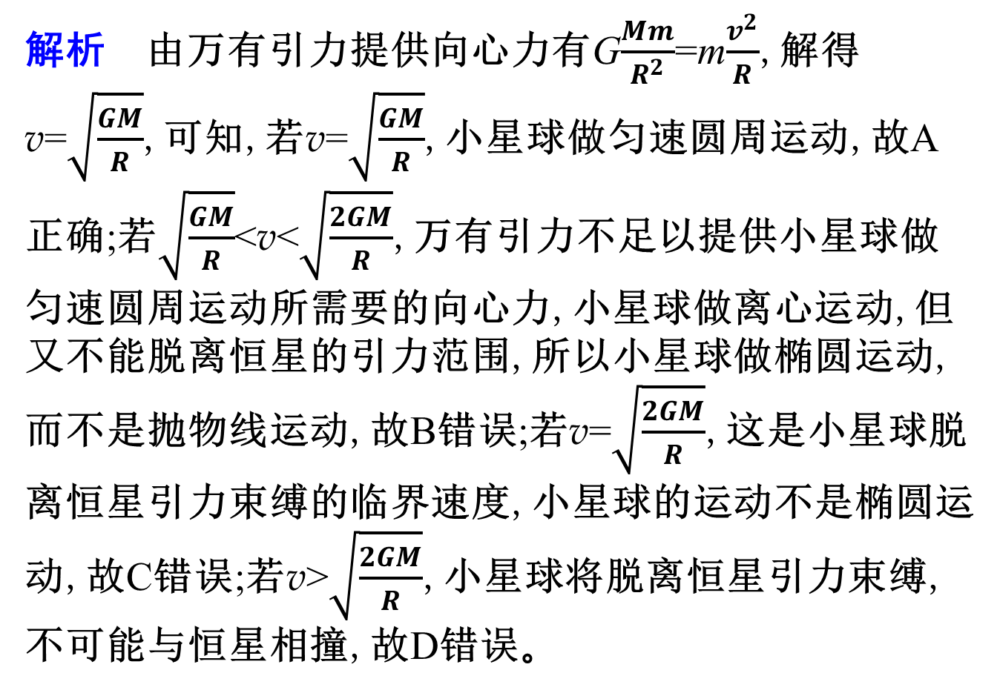 解析 由万有引力提供向心力有G\frac{Mm}{R^2}=m\frac{v^2}{R}, 解得
v=\sqrt{\frac{GM}{R}}, 可知, 若v=\sqrt{\frac{GM}{R}}, 小星球做匀速圆周运动, 故A
正确;若\sqrt{\frac{GM}{R}}<v<\sqrt{\frac{2GM}{R}}, 万有引力不足以提供小星球做
匀速圆周运动所需要的向心力, 小星球做离心运动, 但
又不能脱离恒星的引力范围, 所以小星球做椭圆运动,
而不是抛物线运动, 故B错误;若v=\sqrt{\frac{2GM}{R}}, 这是小星球脱
离恒星引力束缚的临界速度, 小星球的运动不是椭圆运
动, 故C错误;若v>\sqrt{\frac{2GM}{R}}, 小星球将脱离恒星引力束缚,
不可能与恒星相撞, 故D错误。